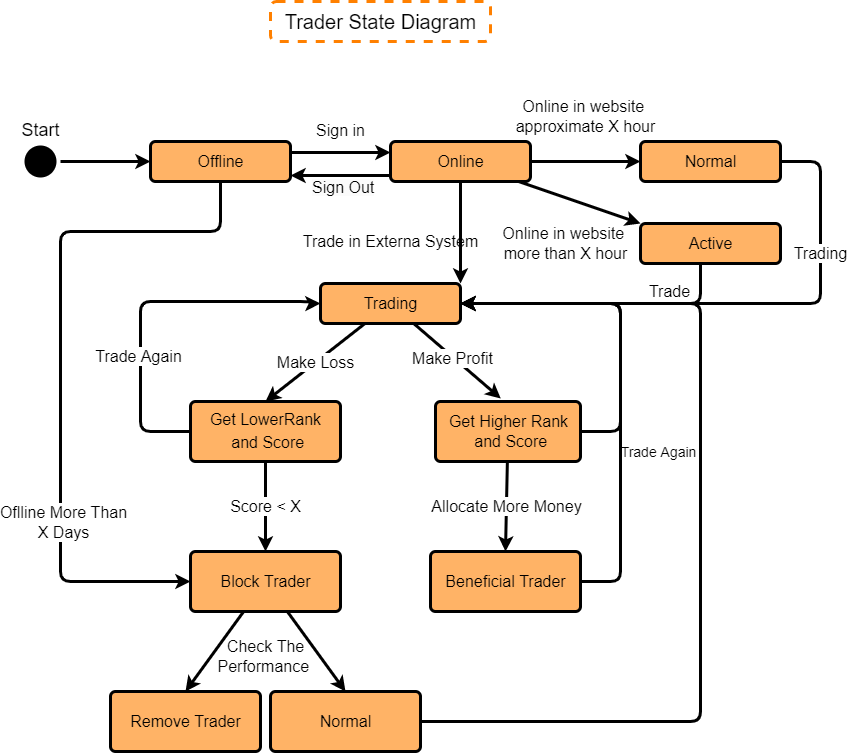 Trader State Diagram
Online in website
approximate X hour
Start
Sign in
Offline
Online
Normal
Sign Out
Online in website
more than X hour
Trade in Externa System
Active
Trading
Trade
Trading
Trade Again
Make Loss
Make Profit
Get LowerRank
and Score
Get Higher Rank
and Score
Trade Again
Score < X
Allocate More Money
Ofline More Than
X Days
Block Trader
Beneficial Trader
Check The
Performance
Remove Trader
Normal